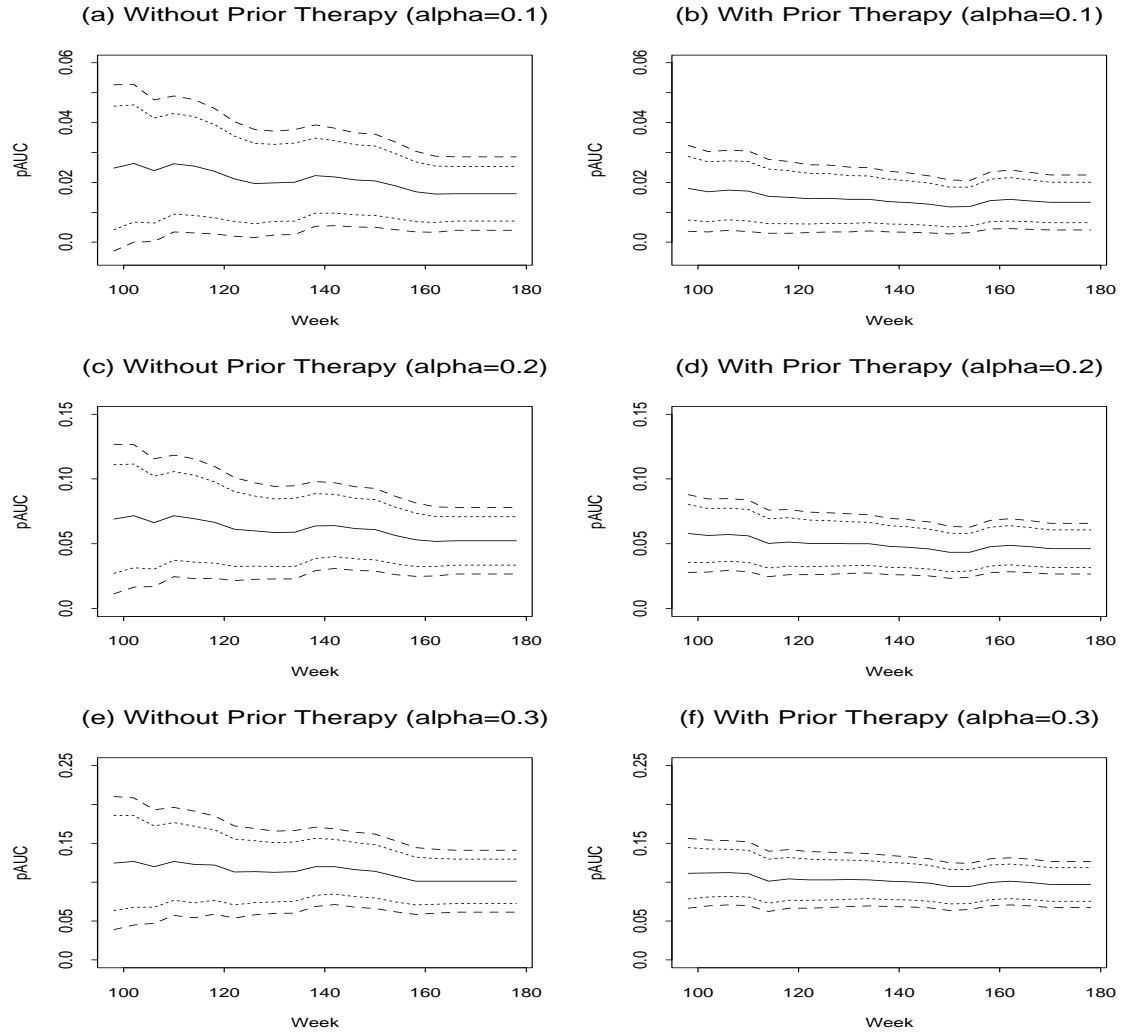 (a) Without Prior Therapy (alpha=0.1)
pAUC
0.0 0.02 0.04 0.06
100 120 140 160 180
Week
(b) With Prior Therapy (alpha=0.1)
pAUC
0.0 0.02 0.04 0.06
100 120 140 160 180
Week
(c) Without Prior Therapy (alpha=0.2)
pAUC
0.0 0.05 0.10 0.15
100 120 140 160 180
Week
(d) With Prior Therapy (alpha=0.2)
pAUC
0.0 0.05 0.10 0.15
100 120 140 160 180
Week
(e) Without Prior Therapy (alpha=0.3)
pAUC
0.0 0.05 0.15 0.25
100 120 140 160 180
Week
(f) With Prior Therapy (alpha=0.3)
pAUC
0.0 0.05 0.15 0.25
100 120 140 160 180
Week